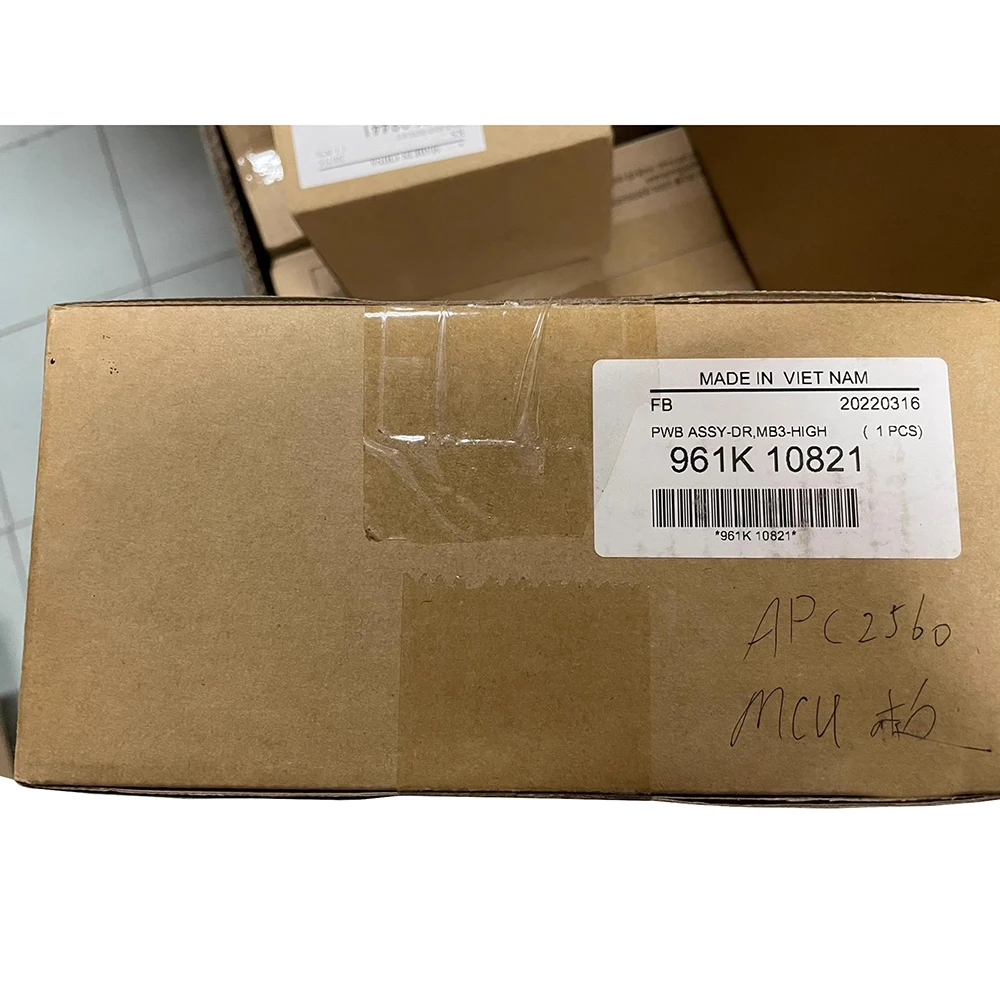 MADE IN VIET NAM
FB 20220316
PWB ASSY-DR,MB3-HIGH ( 1 PCS)
961K 10821
*961K 10821*
APC2560
MCU 板